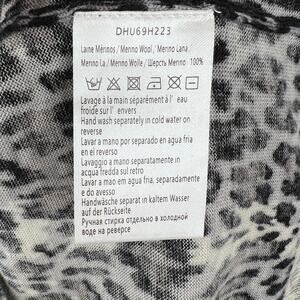 DHU69H223
Laine Mérinos / Merino Wool / Merino Lana
Merino La / Merino Wolle / Шерсть Merino 100%
Lavage à la main séparément à l' eau
froide sur l' envers
Hand wash separately in cold water on
reverse
Lavar a mano por separado en agua fria
en el reverso
Lavaggio a mano separatamente in
acqua fredda sul retro
Lavar a mao em água fria, separadamente
e do avesso
Handwäsche separat in kaltem Wasser
auf der Rückseite
Ручная стирка отдельно в холодной
воде на реверсе